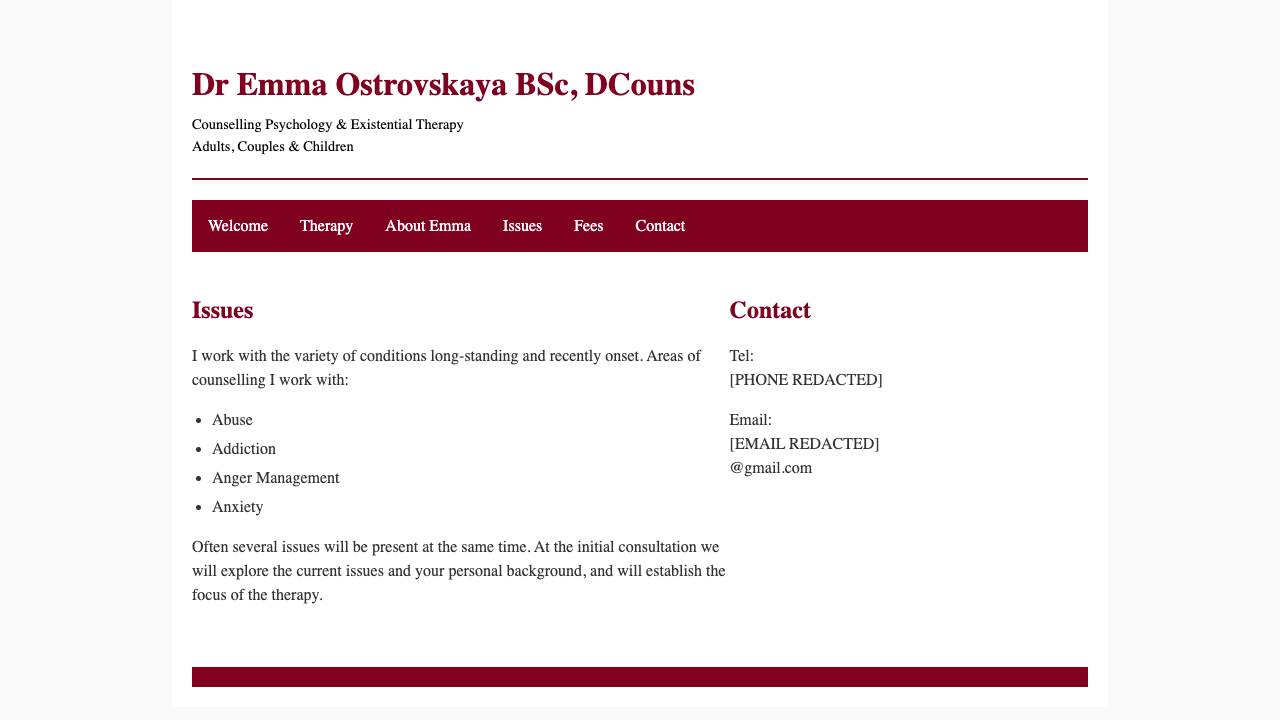 Dr Emma Ostrovskaya BSc, DCouns
Counselling Psychology & Existential Therapy
Adults, Couples & Children
Welcome Therapy About Emma Issues Fees Contact
Issues
I work with the variety of conditions long-standing and recently onset. Areas of
counselling I work with:
• Abuse
• Addiction
• Anger Management
• Anxiety
Often several issues will be present at the same time. At the initial consultation we
will explore the current issues and your personal background, and will establish the
focus of the therapy.
Contact
Tel:
[PHONE REDACTED]
Email:
[EMAIL REDACTED]
@gmail.com